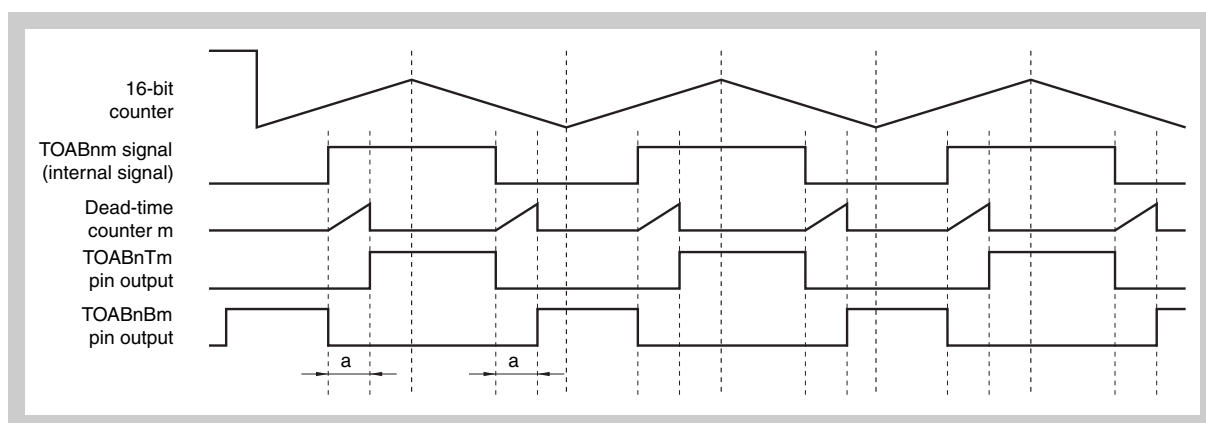 16-bit
counter
TOABnm signal
(internal signal)
Dead-time
counter m
TOABnTm
pin output
TOABnBm
pin output
a
a